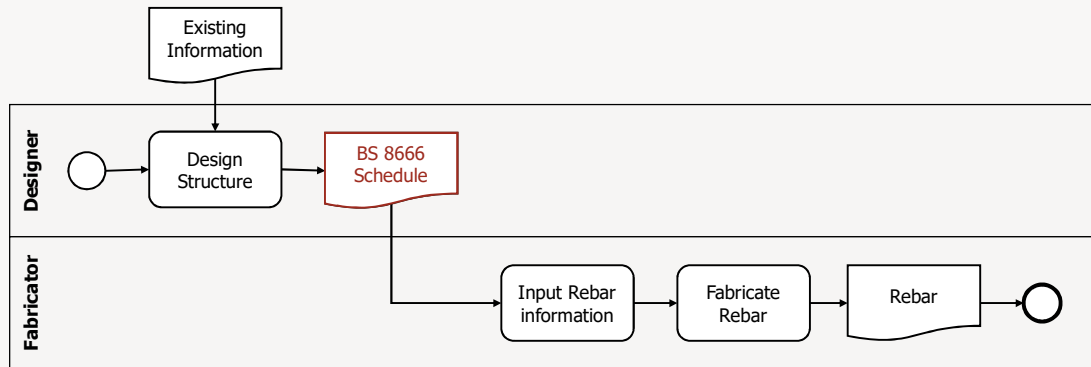 Existing
Information
Designer
Design
Structure
BS 8666
Schedule
Fabricator
Input Rebar
information
Fabricate
Rebar
Rebar